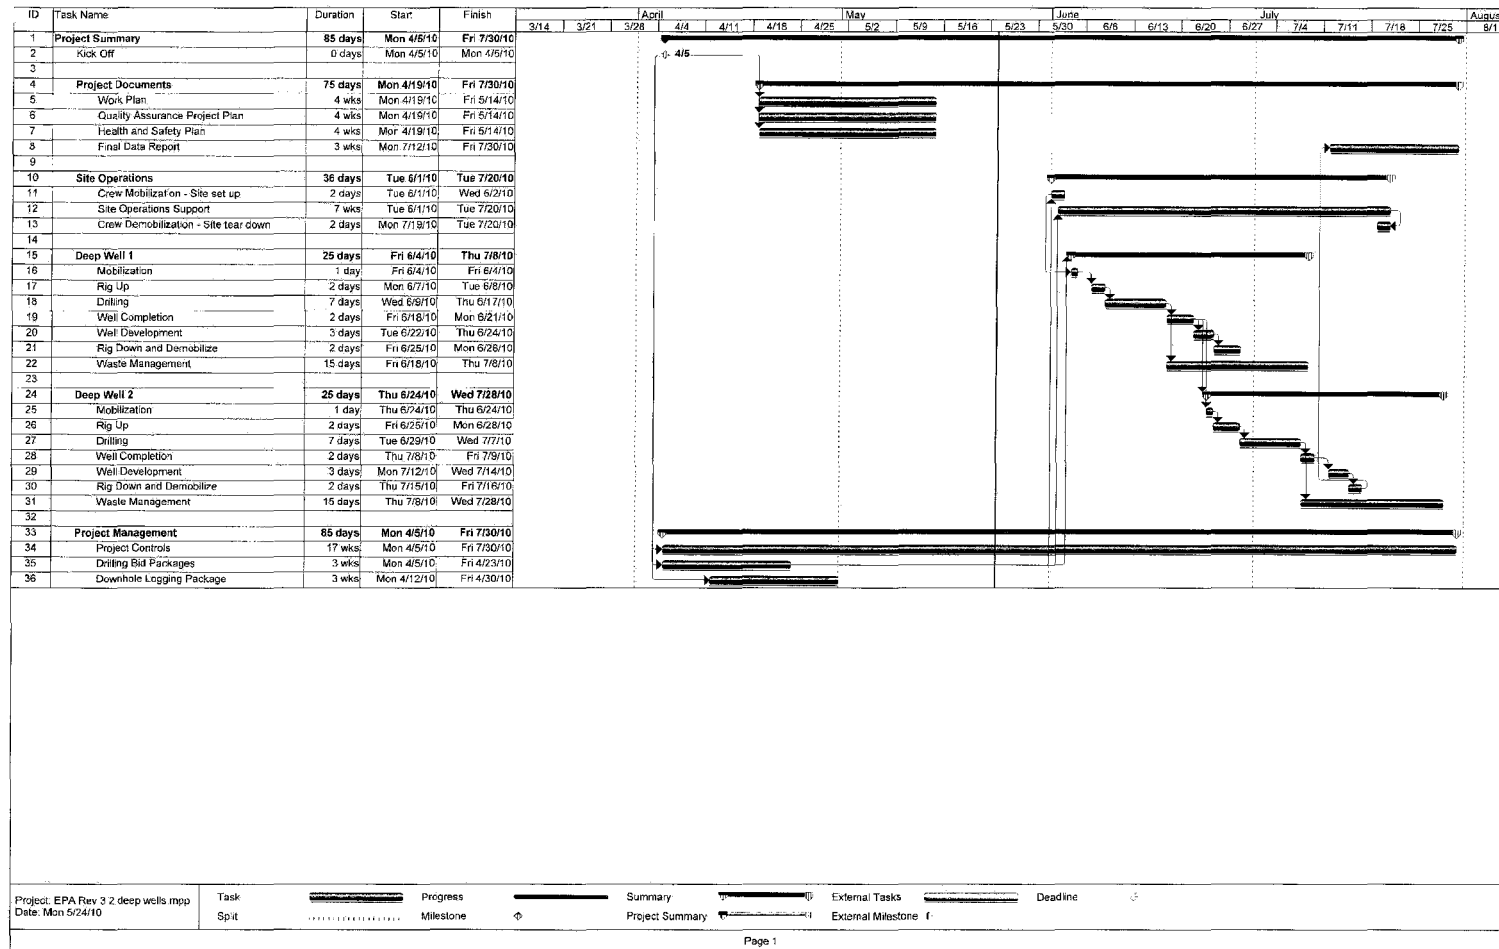 ID Task Name Duration Start Finish April May June July Augus
3/14 3/21 3/28 4/4 4/11 4/18 4/25 5/2 5/9 5/16 5/23 5/30 6/6 6/13 6/20 6/27 7/4 7/11 7/18 7/25 8/1
1 Project Summary 85 days Mon 4/5/10 Fri 7/30/10
2 Kick Off 0 days Mon 4/5/10 Mon 4/5/10 4/5
3
4 Project Documents 75 days Mon 4/19/10 Fri 7/30/10
5 Work Plan 4 wks Mon 4/19/10 Fri 5/14/10
6 Quality Assurance Project Plan 4 wks Mon 4/19/10 Fri 5/14/10
7 Health and Safety Plan 4 wks Mon 4/19/10 Fri 5/14/10
8 Final Data Report 3 wks Mon 7/12/10 Fri 7/30/10
9
10 Site Operations 36 days Tue 6/1/10 Tue 7/20/10
11 Crew Mobilization - Site set up 2 days Tue 6/1/10 Wed 6/2/10
12 Site Operations Support 7 wks Tue 6/1/10 Tue 7/20/10
13 Crew Demobilization - Site tear down 2 days Mon 7/19/10 Tue 7/20/10
14
15 Deep Well 1 25 days Fri 6/4/10 Thu 7/8/10
16 Mobilization 1 day Fri 6/4/10 Fri 6/4/10
17 Rig Up 2 days Mon 6/7/10 Tue 6/8/10
18 Drilling 7 days Wed 6/9/10 Thu 6/17/10
19 Well Completion 2 days Fri 6/18/10 Mon 6/21/10
20 Well Development 3 days Tue 6/22/10 Thu 6/24/10
21 Rig Down and Demobilize 2 days Fri 6/25/10 Mon 6/28/10
22 Waste Management 15 days Fri 6/18/10 Thu 7/8/10
23
24 Deep Well 2 25 days Thu 6/24/10 Wed 7/28/10
25 Mobilization 1 day Thu 6/24/10 Thu 6/24/10
26 Rig Up 2 days Fri 6/25/10 Mon 6/28/10
27 Drilling 7 days Tue 6/29/10 Wed 7/7/10
28 Well Completion 2 days Thu 7/8/10 Fri 7/9/10
29 Well Development 3 days Mon 7/12/10 Wed 7/14/10
30 Rig Down and Demobilize 2 days Thu 7/15/10 Fri 7/16/10
31 Waste Management 15 days Thu 7/8/10 Wed 7/28/10
32
33 Project Management 85 days Mon 4/5/10 Fri 7/30/10
34 Project Controls 17 wks Mon 4/5/10 Fri 7/30/10
35 Drilling Bid Packages 3 wks Mon 4/5/10 Fri 4/23/10
36 Downhole Logging Package 3 wks Mon 4/12/10 Fri 4/30/10
Project: EPA Rev 3 2 deep wells.mpp
Date: Mon 5/24/10
Task Progress Summary External Tasks Deadline
Split Milestone Project Summary External Milestone
Page 1